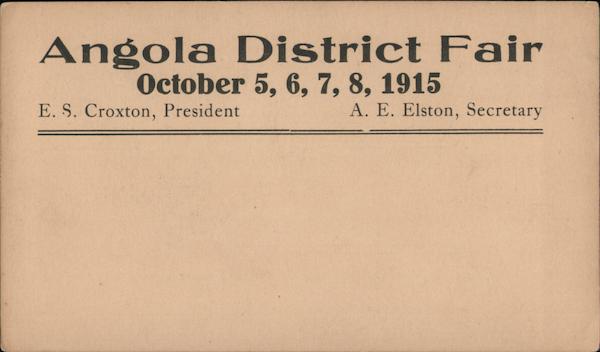 Angola District Fair
October 5, 6, 7, 8, 1915
E. S. Croxton, President A. E. Elston, Secretary